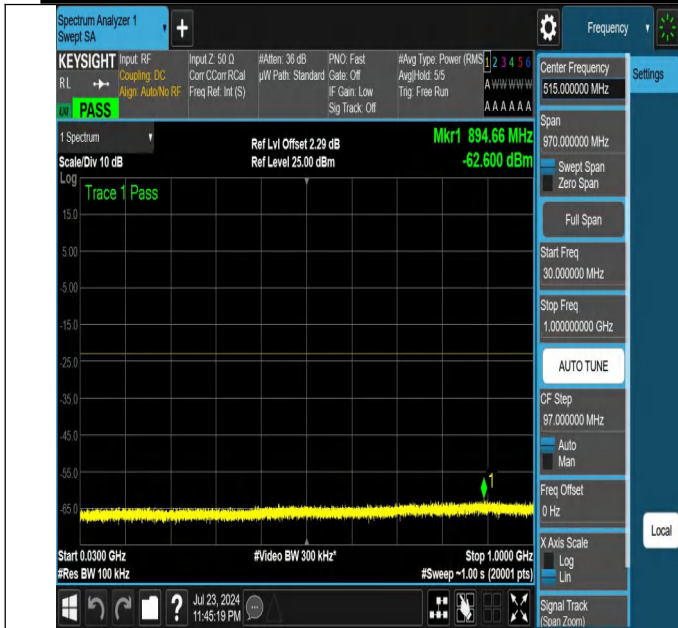 Spectrum Analyzer 1
Swept SA
+
Frequency
KEYSIGHT
RL
PASS
Input: RF
Coupling: DC
Align: Auto/No RF
Input Z: 50 Ω
Corr CCorr RCal
Freq Ref: Int (S)
#Atten: 36 dB
µW Path: Standard
PNO: Fast
Gate: Off
IF Gain: Low
Sig Track: Off
#Avg Type: Power (RMS
Avg|Hold: 5/5
Trig: Free Run
1 2 3 4 5 6
A W W W W W
A A A A A A
Center Frequency
515.000000 MHz
Settings
Span
970.000000 MHz
Swept Span
Zero Span
Full Span
Start Freq
30.000000 MHz
Stop Freq
1.000000000 GHz
AUTO TUNE
CF Step
97.000000 MHz
Auto
Man
Freq Offset
0 Hz
X Axis Scale
Log
Lin
Local
Signal Track
(Span Zoom)
1 Spectrum
Scale/Div 10 dB
Ref Lvl Offset 2.29 dB
Ref Level 25.00 dBm
Mkr1 894.66 MHz
-62.600 dBm
Log
Trace 1 Pass
15.0
5.00
-5.00
-15.0
-25.0
-35.0
-45.0
-55.0
-65.0
1
Start 0.0300 GHz
#Res BW 100 kHz
#Video BW 300 kHz*
Stop 1.0000 GHz
#Sweep ~1.00 s (20001 pts)
?
Jul 23, 2024
11:45:19 PM